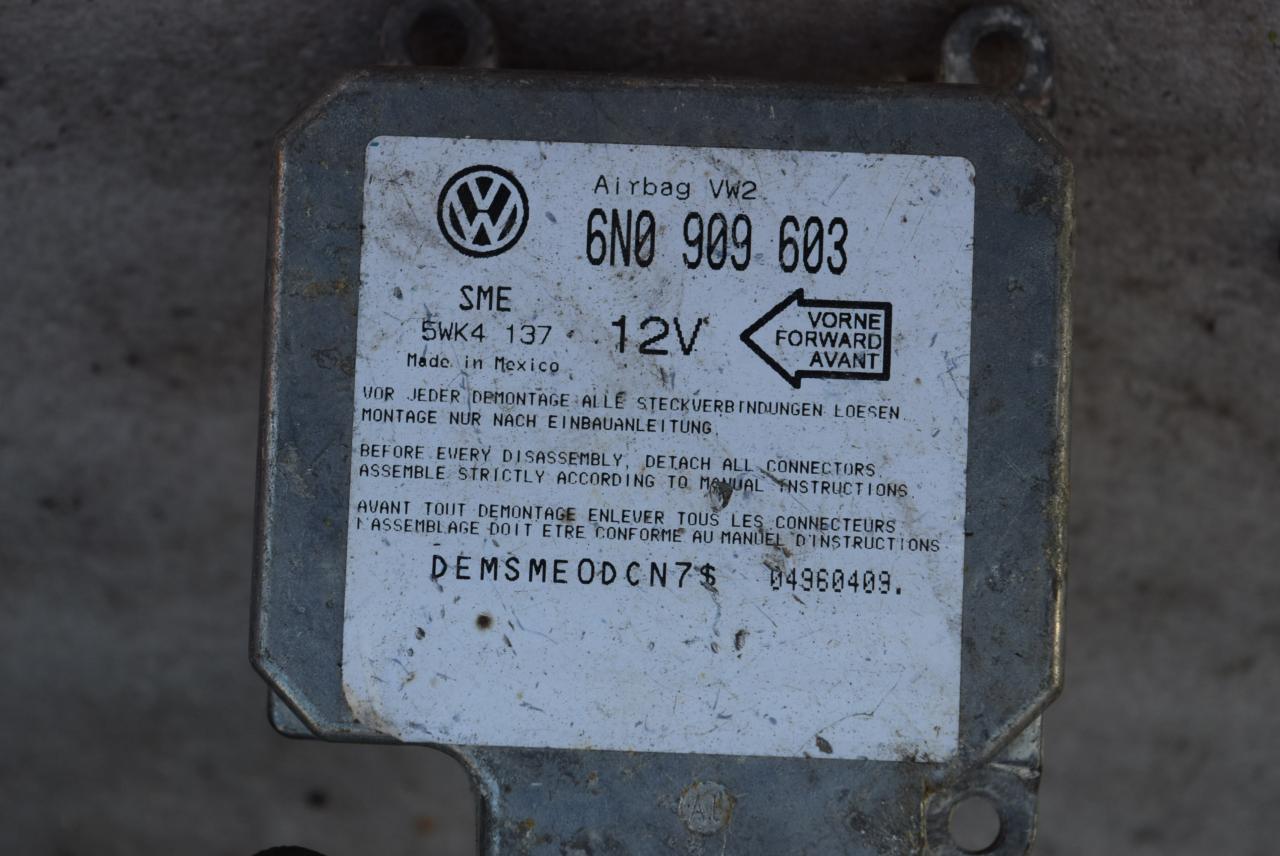 Airbag VW2
6N0 909 603
SME
5WK4 137
Made in Mexico
12V
VORNE
FORWARD
AVANT
VOR JEDER DEMONTAGE ALLE STECKVERBINDUNGEN LOESEN.
MONTAGE NUR NACH EINBAUANLEITUNG
BEFORE EVERY DISASSEMBLY, DETACH ALL CONNECTORS.
ASSEMBLE STRICTLY ACCORDING TO MANUAL INSTRUCTIONS
AVANT TOUT DEMONTAGE ENLEVER TOUS LES CONNECTEURS
L'ASSEMBLAGE DOIT ETRE CONFORME AU MANUEL D'INSTRUCTIONS
DEMSME0DCN7$ 04960409.